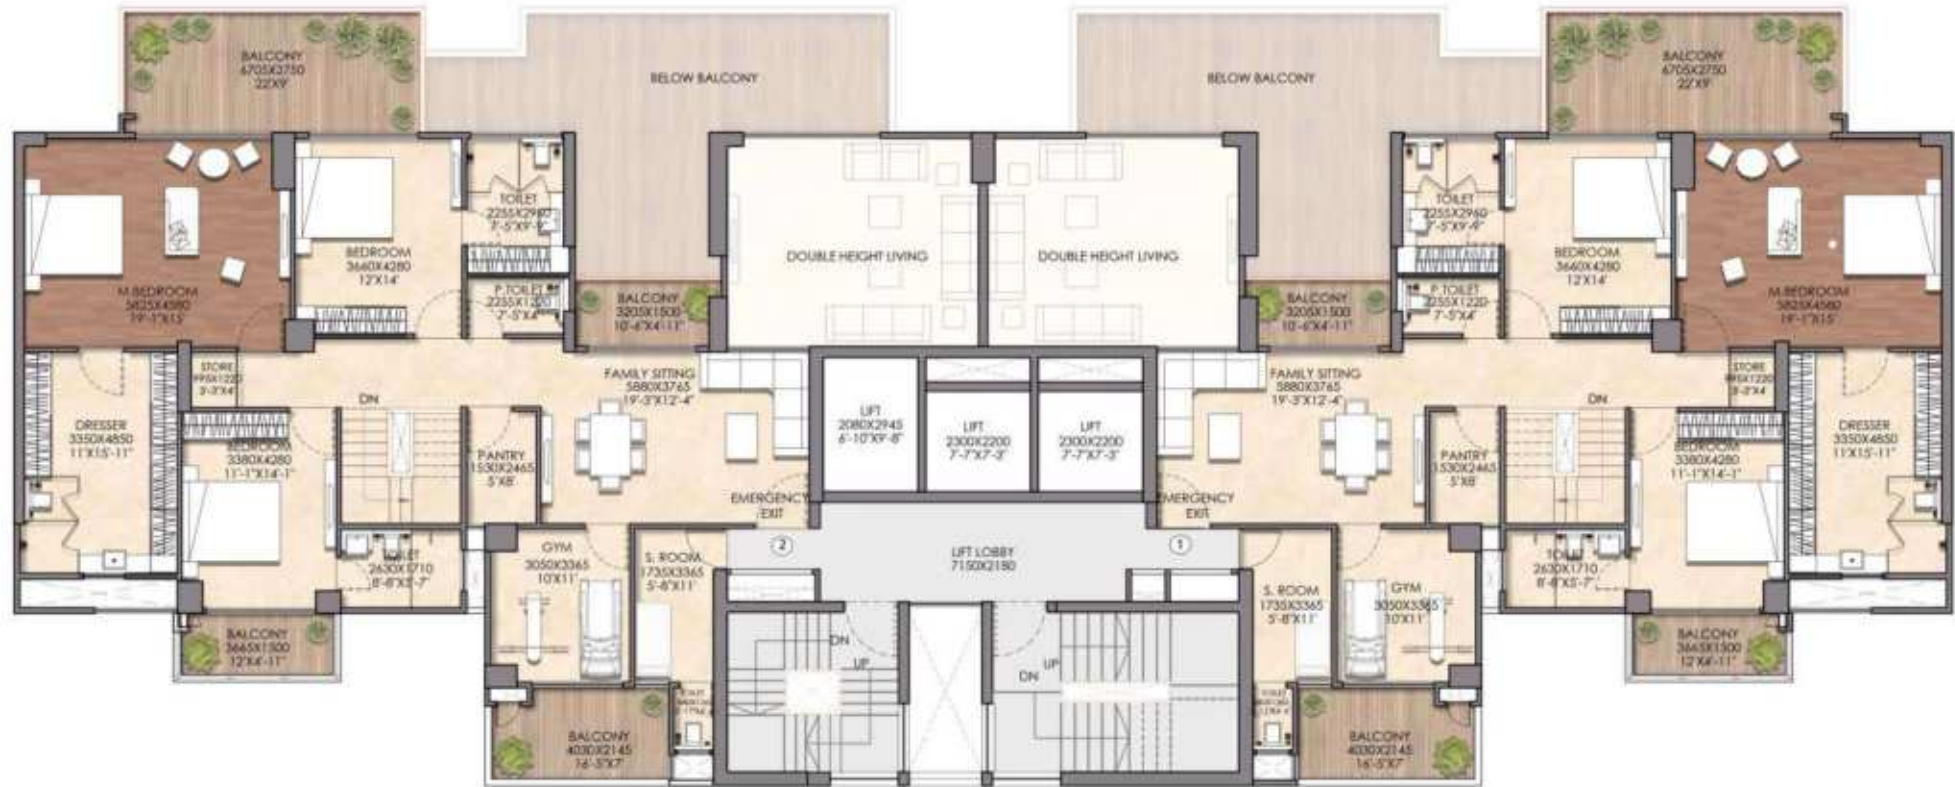 BALCONY
6705X2750
22'X9'
BELOW BALCONY
BELOW BALCONY
BALCONY
6705X2750
22'X9'
TOILET
2255X2960
7'-5"X9'-9"
BEDROOM
3660X4280
12'X14'
M.BEDROOM
5825X4580
19'-1"X15'
P.TOILET
2255X1220
7'-5"X4'
BALCONY
3205X1500
10'-6"X4'-11"
DOUBLE HEIGHT LIVING
DOUBLE HEIGHT LIVING
BALCONY
3205X1500
10'-6"X4'-11"
TOILET
2255X2960
7'-5"X9'-9"
P.TOILET
2255X1220
7'-5"X4'
BEDROOM
3660X4280
12'X14'
M.BEDROOM
5825X4580
19'-1"X15'
STORE
995X1220
3'-3"X4'
DN
FAMILY SITTING
5880X3765
19'-3"X12'-4"
DRESSER
3350X4850
11'X15'-11"
BEDROOM
3380X4280
11'-1"X14'-1"
PANTRY
1530X2465
5'X8'
LIFT
2080X2945
6'-10"X9'-8"
LIFT
2300X2200
7'-7"X7'-3"
LIFT
2300X2200
7'-7"X7'-3"
FAMILY SITTING
5880X3765
19'-3"X12'-4"
DN
STORE
995X1220
3'-3"X4'
PANTRY
1530X2465
5'X8'
BEDROOM
3380X4280
11'-1"X14'-1"
DRESSER
3350X4850
11'X15'-11"
EMERGENCY
EXIT
EMERGENCY
EXIT
TOILET
2630X1710
8'-8"X5'-7"
GYM
3050X3365
10'X11'
S. ROOM
1735X3365
5'-8"X11'
2
LIFT LOBBY
7150X2180
1
S. ROOM
1735X3365
5'-8"X11'
GYM
3050X3365
10'X11'
TOILET
2630X1710
8'-8"X5'-7"
BALCONY
3665X1500
12'X4'-11"
DN
UP
UP
DN
BALCONY
3665X1500
12'X4'-11"
TOILET
TOILET
BALCONY
4030X2145
16'-5"X7'
BALCONY
4030X2145
16'-5"X7'